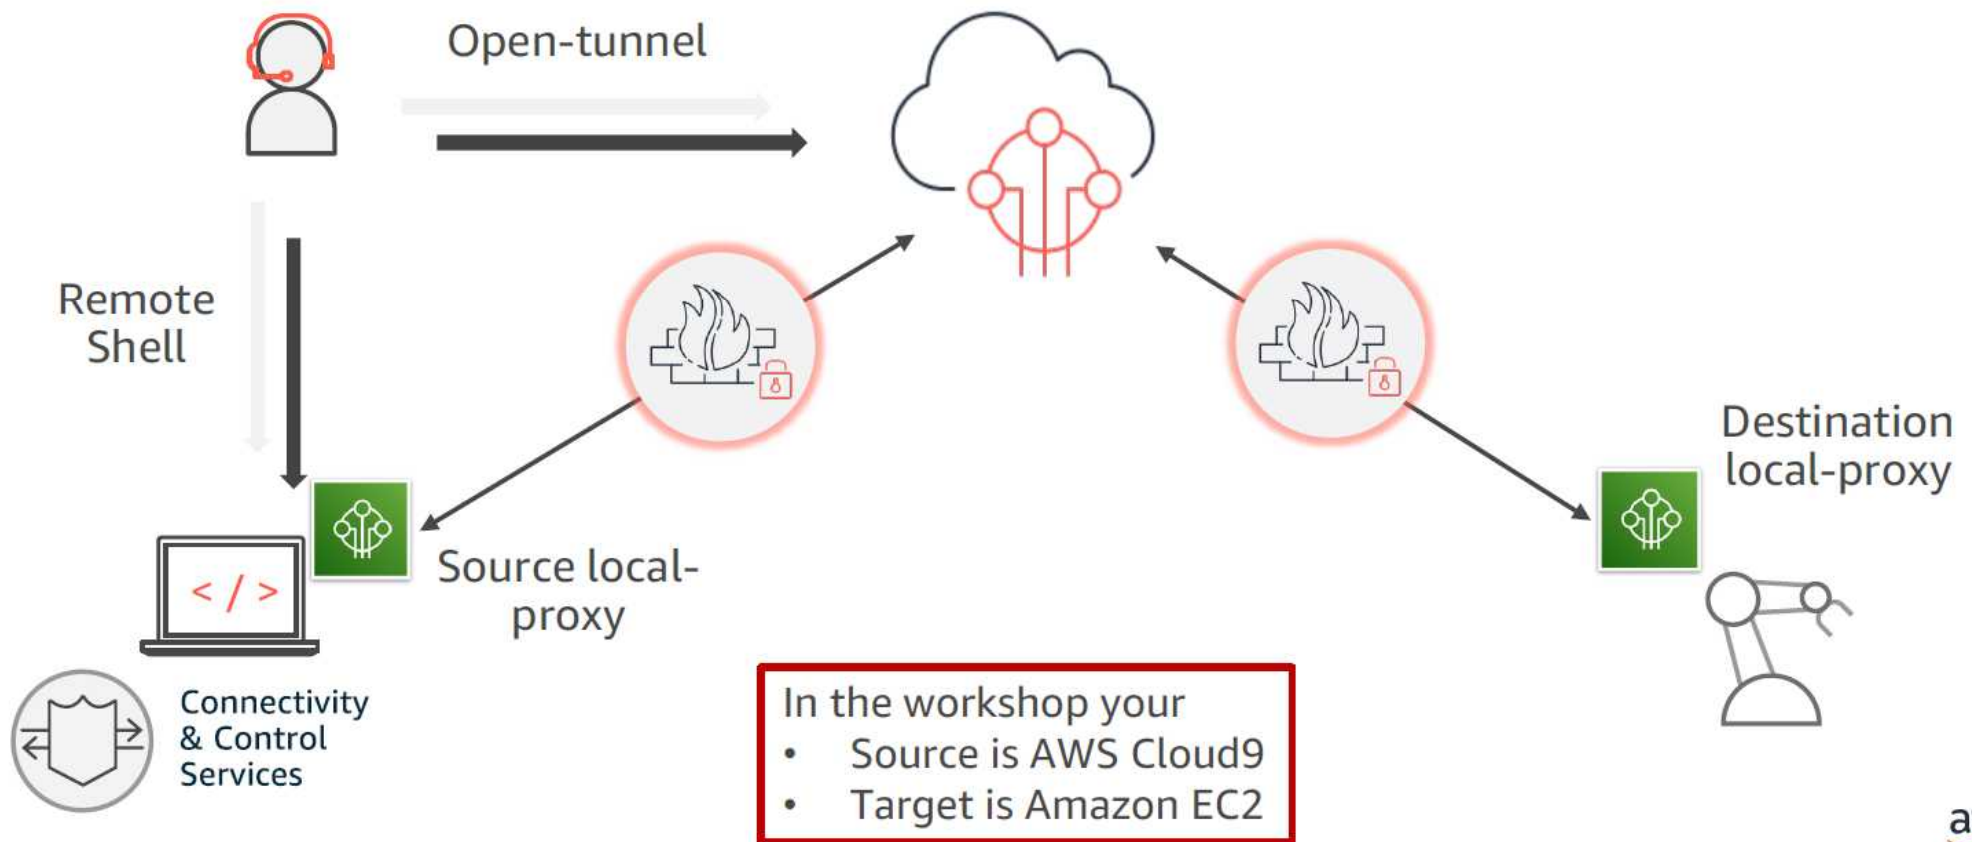 Open-tunnel
Remote
Shell
Destination
local-proxy
</>
Source local-
proxy
Connectivity
& Control
Services
In the workshop your
• Source is AWS Cloud9
• Target is Amazon EC2